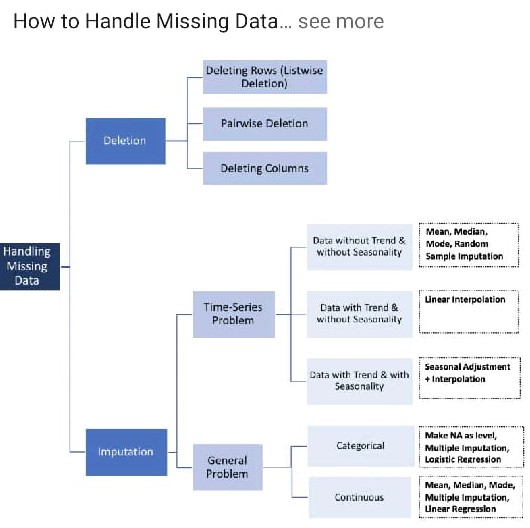 How to Handle Missing Data... see more
Deleting Rows (Listwise
Deletion)
Pairwise Deletion
Deleting Columns
Deletion
Handling
Missing
Data
Data without Trend &
without Seasonality
Mean, Median,
Mode, Random
Sample Imputation
Time-Series
Problem
Data with Trend &
without Seasonality
Linear Interpolation
Data with Trend & with
Seasonality
Seasonal Adjustment
+ Interpolation
Imputation
General
Problem
Categorical
Make NA as level,
Multiple Imputation,
Logistic Regression
Continuous
Mean, Median, Mode,
Multiple Imputation,
Linear Regression